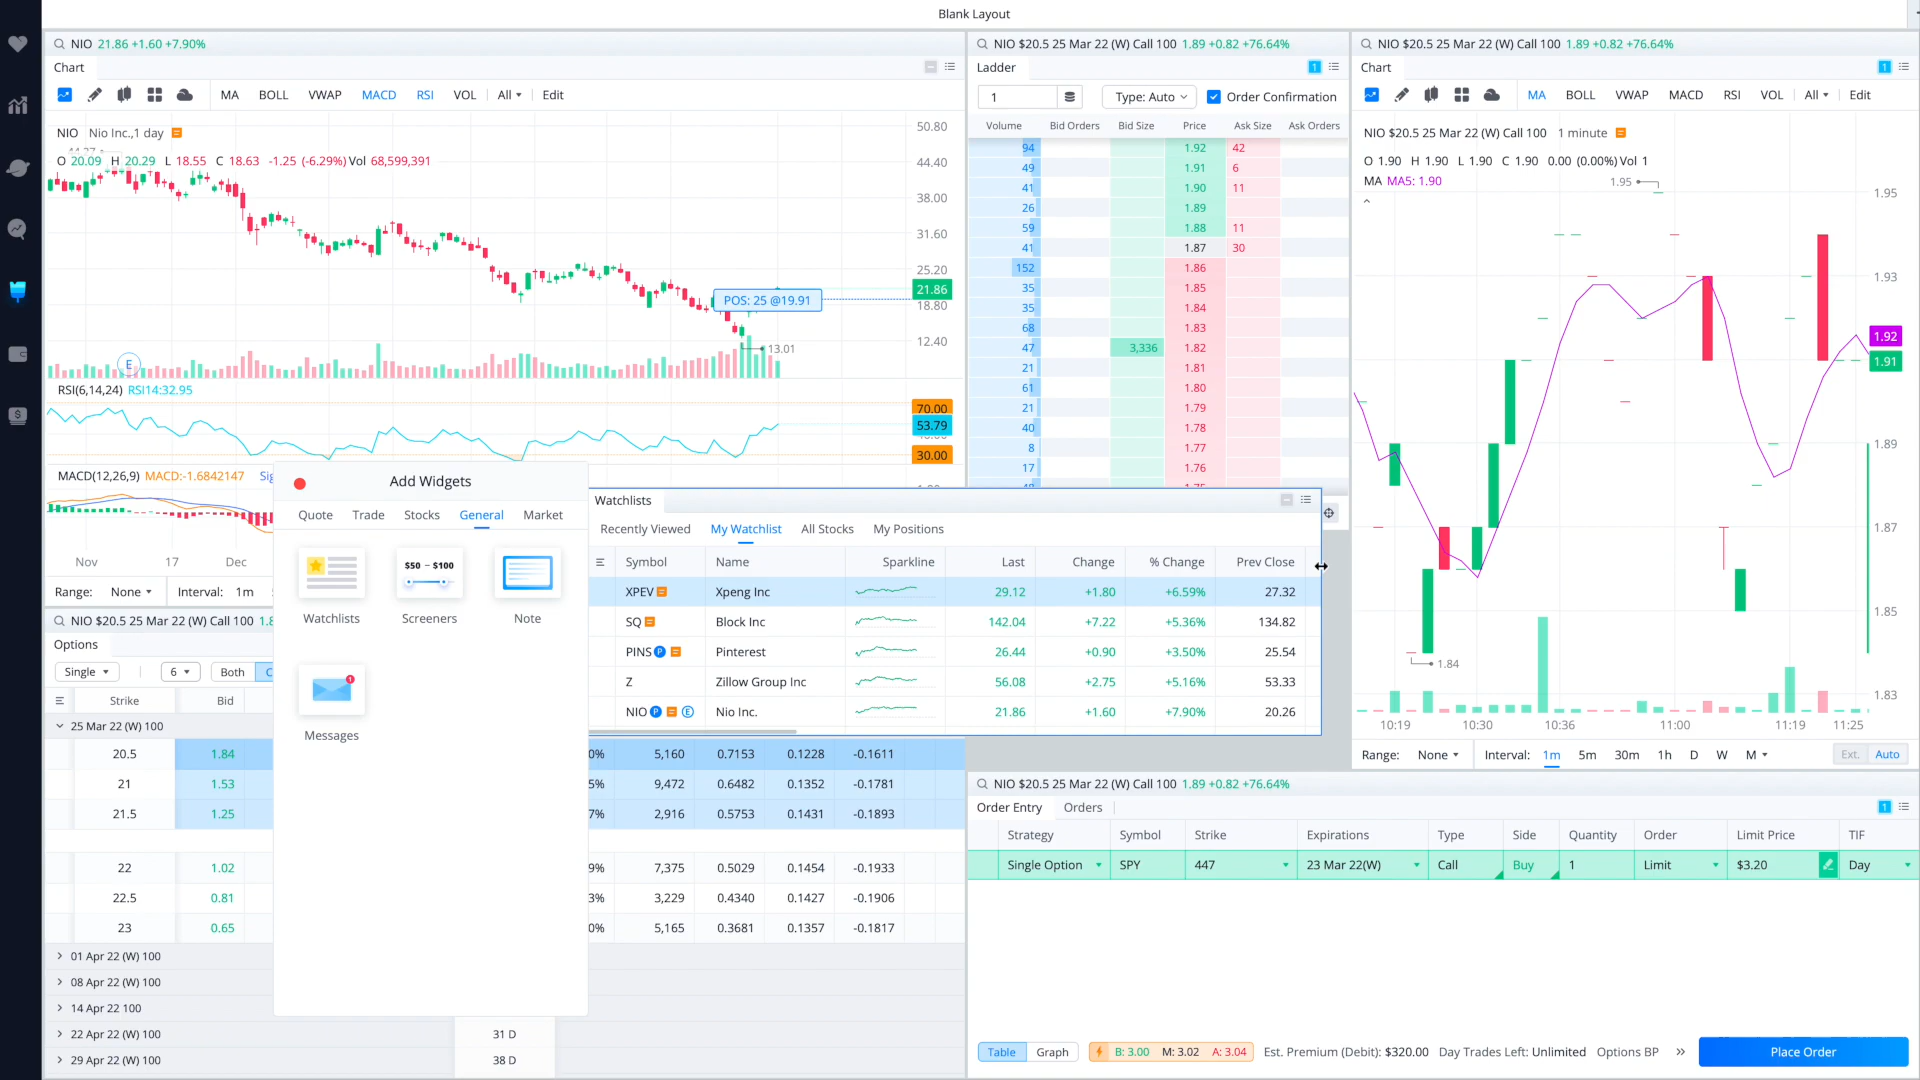 Blank Layout
NIO 21.86 +1.60 +7.90%
Chart
MA BOLL VWAP MACD RSI VOL All Edit
NIO Nio Inc.,1 day
O 20.09 H 20.29 L 18.55 C 18.63 -1.25 (-6.29%) Vol 68,599,391
50.80
44.40
38.00
31.60
25.20
21.86
18.80
12.40
POS: 25 @19.91
13.01
E
RSI(6,14,24) RSI14:32.95
70.00
53.79
30.00
MACD(12,26,9) MACD:-1.6842147
Nov 17 Dec
Range: None Interval: 1m
NIO $20.5 25 Mar 22 (W) Call 100
Options
Single 6 Both
Strike Bid
25 Mar 22 (W) 100
20.5 1.84 5,160 0.7153 0.1228 -0.1611
21 1.53 5% 9,472 0.6482 0.1352 -0.1781
21.5 1.25 7% 2,916 0.5753 0.1431 -0.1893
22 1.02 9% 7,375 0.5029 0.1454 -0.1933
22.5 0.81 3% 3,229 0.4340 0.1427 -0.1906
23 0.65 0% 5,165 0.3681 0.1357 -0.1817
01 Apr 22 (W) 100
08 Apr 22 (W) 100
14 Apr 22 100
22 Apr 22 (W) 100 31 D
29 Apr 22 (W) 100 38 D
Add Widgets
Quote Trade Stocks General Market
$50 – $100
Watchlists Screeners Note
1
Messages
Watchlists
Recently Viewed My Watchlist All Stocks My Positions
Symbol Name Sparkline Last Change % Change Prev Close
XPEV Xpeng Inc 29.12 +1.80 +6.59% 27.32
SQ Block Inc 142.04 +7.22 +5.36% 134.82
PINS P Pinterest 26.44 +0.90 +3.50% 25.54
Z Zillow Group Inc 56.08 +2.75 +5.16% 53.33
NIO P E Nio Inc. 21.86 +1.60 +7.90% 20.26
NIO $20.5 25 Mar 22 (W) Call 100 1.89 +0.82 +76.64%
Ladder 1
1 Type: Auto Order Confirmation
Volume Bid Orders Bid Size Price Ask Size Ask Orders
94 1.92 42
49 1.91 6
41 1.90 11
26 1.89
59 1.88 11
41 1.87 30
152 1.86
35 1.85
35 1.84
68 1.83
47 3,336 1.82
21 1.81
61 1.80
21 1.79
40 1.78
8 1.77
17 1.76
NIO $20.5 25 Mar 22 (W) Call 100 1.89 +0.82 +76.64%
Chart 1
MA BOLL VWAP MACD RSI VOL All Edit
NIO $20.5 25 Mar 22 (W) Call 100 1 minute
O 1.90 H 1.90 L 1.90 C 1.90 0.00 (0.00%) Vol 1
MA MA5: 1.90
1.95
1.95
1.93
1.92
1.91
1.89
1.87
1.85
1.84
1.83
10:19 10:30 10:36 11:00 11:19 11:25
Range: None Interval: 1m 5m 30m 1h D W M Ext. Auto
NIO $20.5 25 Mar 22 (W) Call 100 1.89 +0.82 +76.64%
Order Entry Orders 1
Strategy Symbol Strike Expirations Type Side Quantity Order Limit Price TIF
Single Option SPY 447 23 Mar 22(W) Call Buy 1 Limit $3.20 Day
Table Graph B: 3.00 M: 3.02 A: 3.04 Est. Premium (Debit): $320.00 Day Trades Left: Unlimited Options BP Place Order